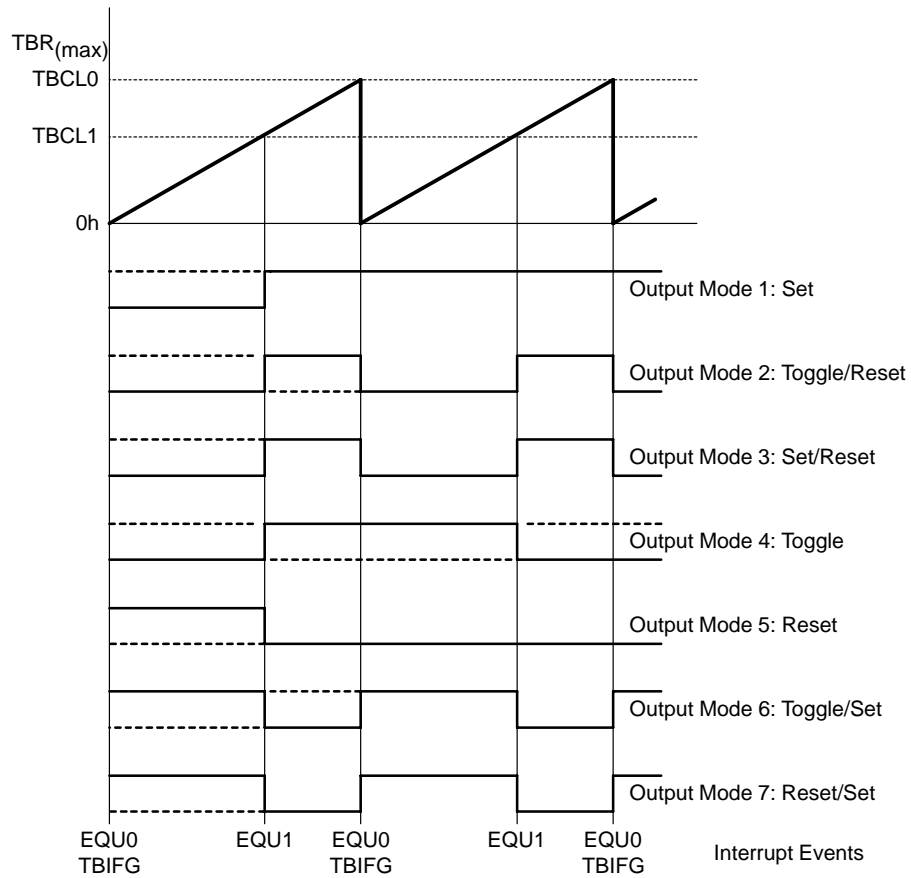 TBR(max)
TBCL0
TBCL1
0h
Output Mode 1: Set
Output Mode 2: Toggle/Reset
Output Mode 3: Set/Reset
Output Mode 4: Toggle
Output Mode 5: Reset
Output Mode 6: Toggle/Set
Output Mode 7: Reset/Set
EQU0 EQU1 EQU0 EQU1 EQU0
TBIFG TBIFG TBIFG
Interrupt Events